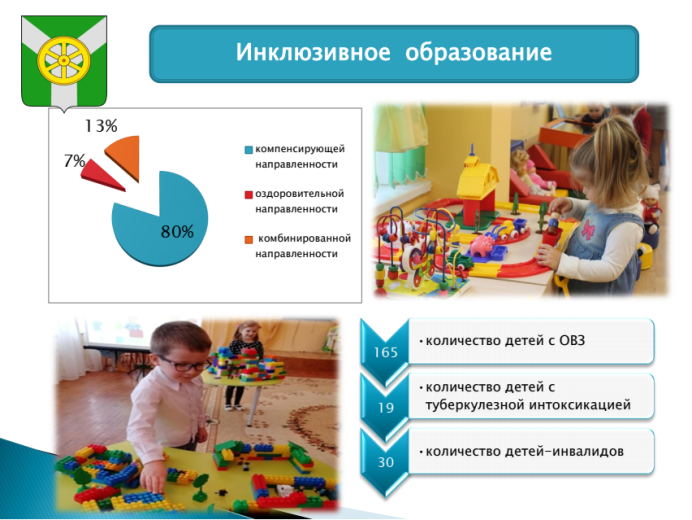 Инклюзивное образование
13%
7%
80%
компенсирующей
направленности
оздоровительной
направленности
комбинированной
направленности
165
•количество детей с ОВЗ
19
•количество детей с
туберкулезной интоксикацией
30
•количество детей-инвалидов